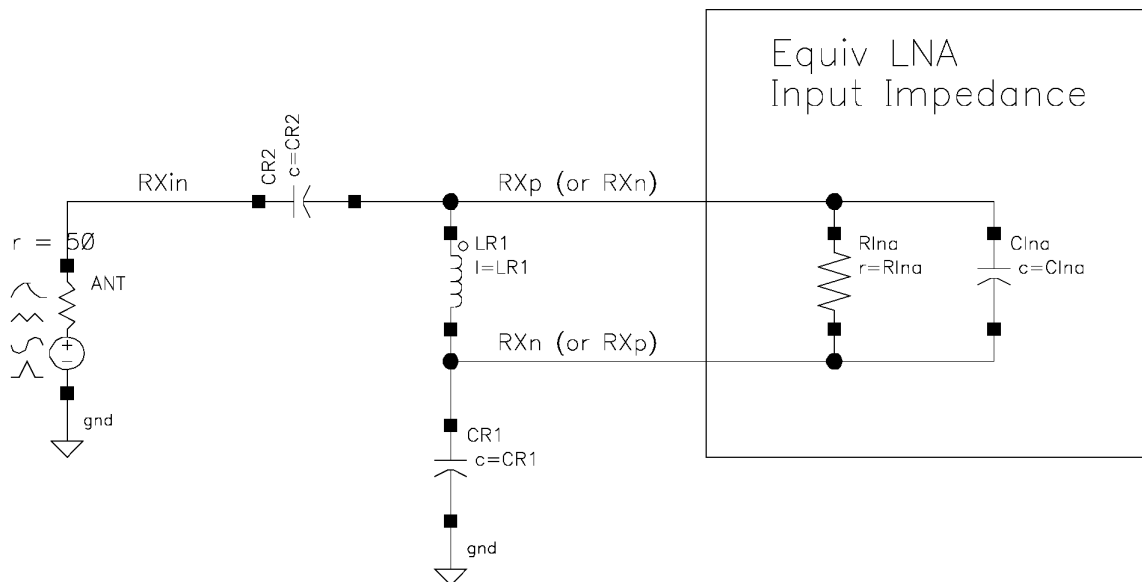 Equiv LNA
Input Impedance
RXin
CR2
c=CR2
RXp (or RXn)
r = 50
ANT
LR1
l=LR1
Rlna
r=Rlna
Clna
c=Clna
RXn (or RXp)
gnd
CR1
c=CR1
gnd